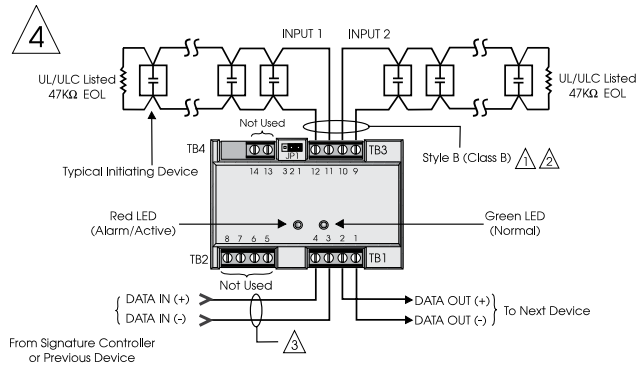 4
INPUT 1
INPUT 2
UL/ULC Listed
47KΩ EOL
UL/ULC Listed
47KΩ EOL
Not Used
TB4
JP1
TB3
Style B (Class B)
1
2
Typical Initiating Device
14 13 3 2 1 12 11 10 9
Red LED
(Alarm/Active)
Green LED
(Normal)
8 7 6 5 4 3 2 1
TB2
TB1
Not Used
DATA IN (+)
DATA OUT (+)
To Next Device
DATA IN (-)
DATA OUT (-)
3
From Signature Controller
or Previous Device